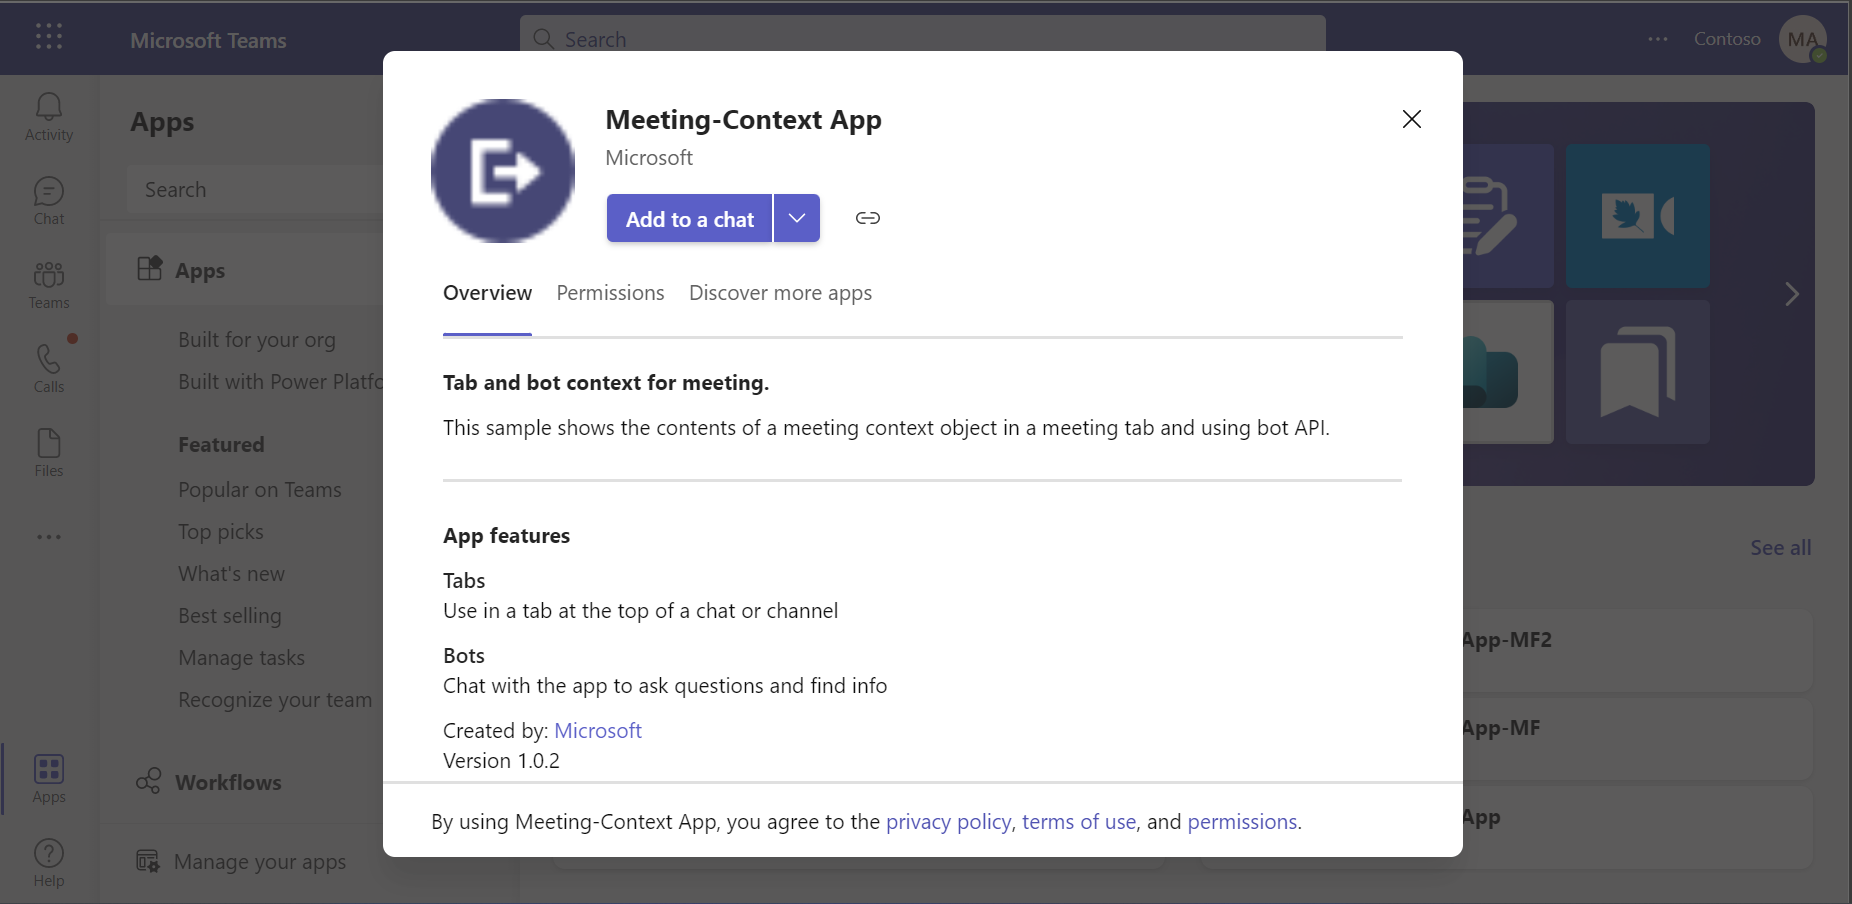 Microsoft Teams
Search
Contoso
MA
Activity
Chat
Teams
Calls
Files
Apps
Help
Apps
Search
Apps
Built for your org
Built with Power Platfo
Featured
Popular on Teams
Top picks
What's new
Best selling
Manage tasks
Recognize your team
Workflows
Manage your apps
Meeting-Context App
Microsoft
Add to a chat
Overview Permissions Discover more apps
Tab and bot context for meeting.
This sample shows the contents of a meeting context object in a meeting tab and using bot API.
App features
Tabs
Use in a tab at the top of a chat or channel
Bots
Chat with the app to ask questions and find info
Created by: Microsoft
Version 1.0.2
By using Meeting-Context App, you agree to the privacy policy, terms of use, and permissions.
See all
App-MF2
App-MF
App